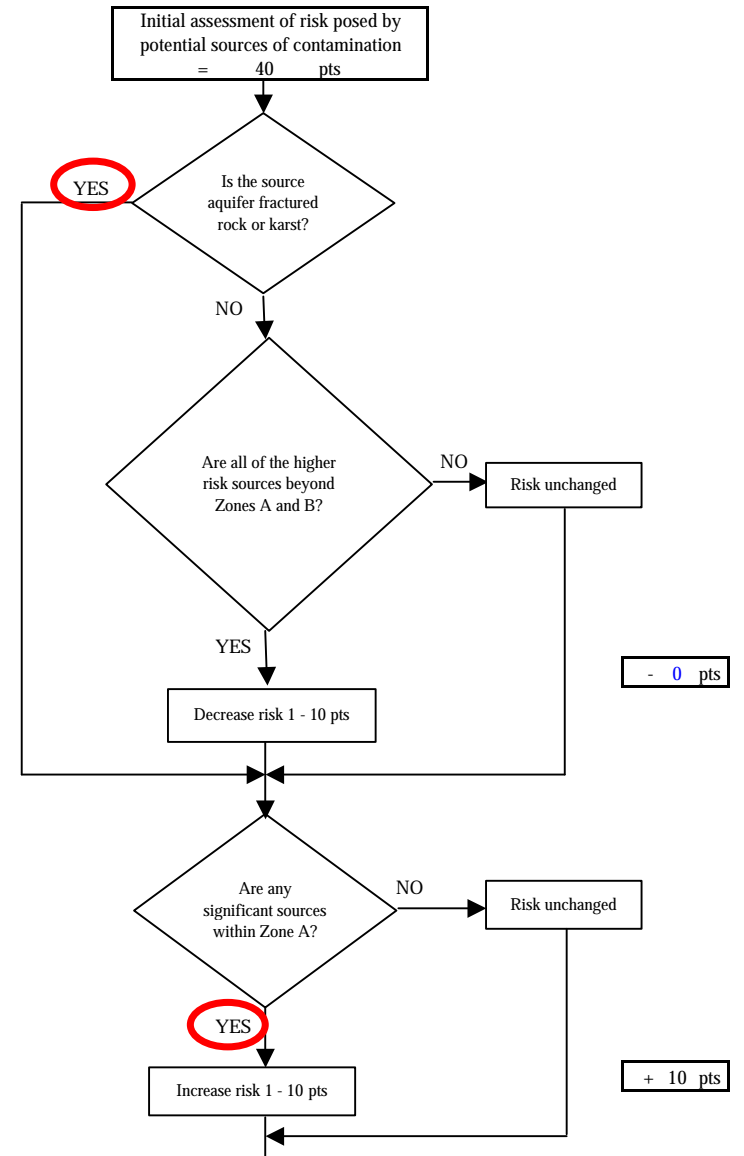 Initial assessment of risk posed by
potential sources of contamination
= 40 pts
YES
Is the source
aquifer fractured
rock or karst?
NO
Are all of the higher
risk sources beyond
Zones A and B?
NO
Risk unchanged
YES
- 0 pts
Decrease risk 1 - 10 pts
Are any
significant sources
within Zone A?
NO
Risk unchanged
YES
+ 10 pts
Increase risk 1 - 10 pts